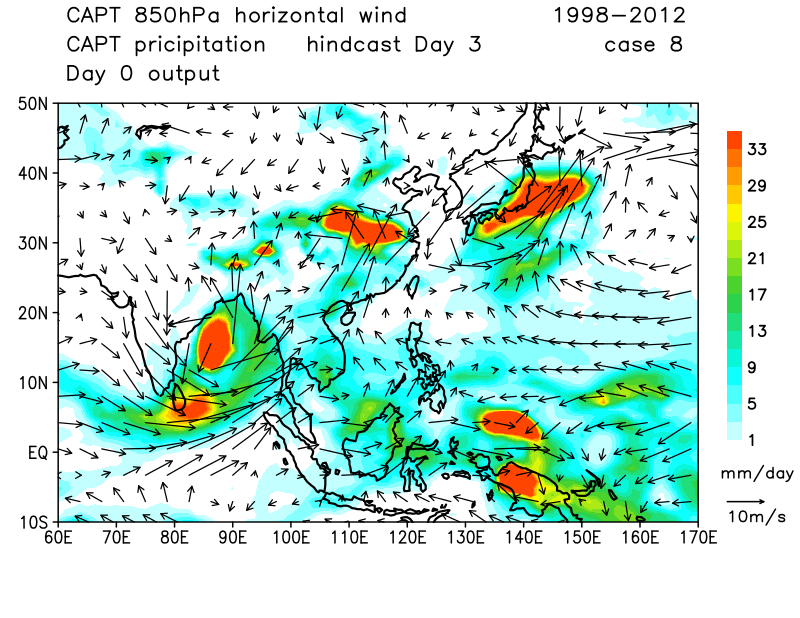 CAPT 850hPa horizontal wind 1998−2012
CAPT pricipitation hindcast Day 3 case 8
Day 0 output
50N
40N
30N
20N
10N
EQ
10S
60E 70E 80E 90E 100E 110E 120E 130E 140E 150E 160E 170E
33
29
25
21
17
13
9
5
1
mm/day
10m/s